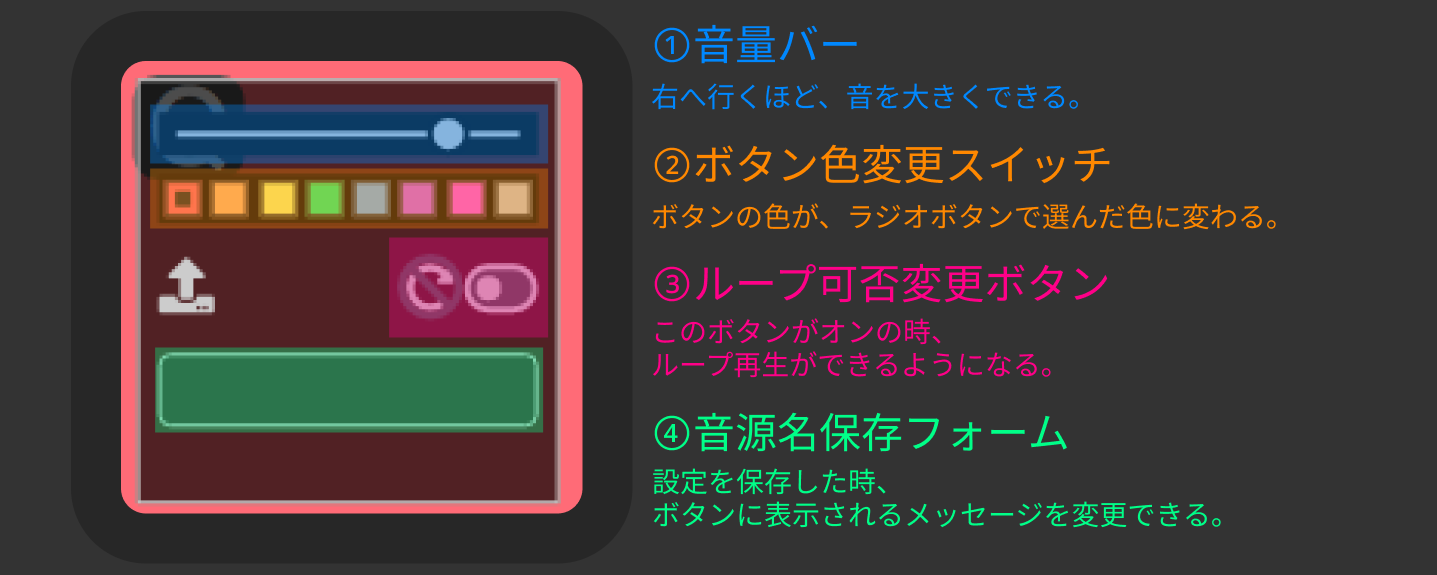 ①音量バー
右へ行くほど、音を大きくできる。
②ボタン色変更スイッチ
ボタンの色が、ラジオボタンで選んだ色に変わる。
③ループ可否変更ボタン
このボタンがオンの時、
ループ再生ができるようになる。
④音源名保存フォーム
設定を保存した時、
ボタンに表示されるメッセージを変更できる。